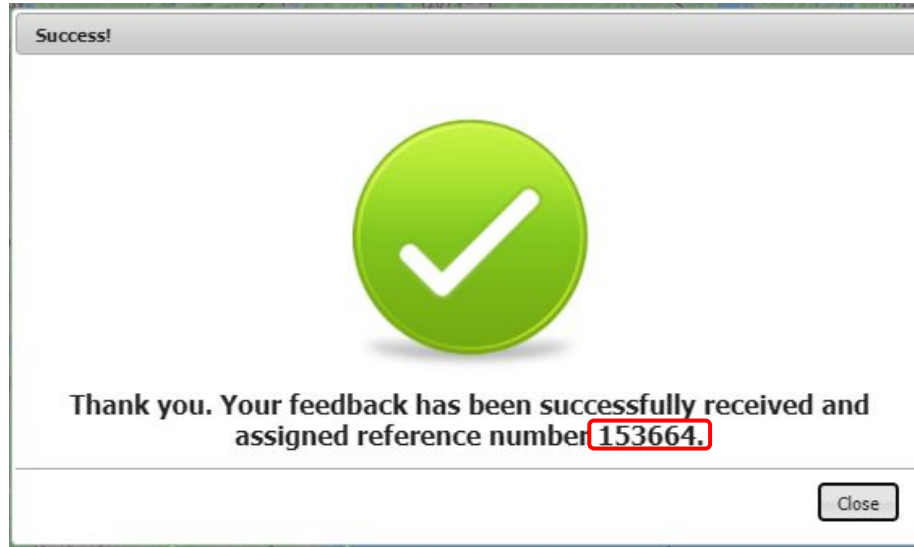 Success!
Thank you. Your feedback has been successfully received and
assigned reference number 153664.
Close